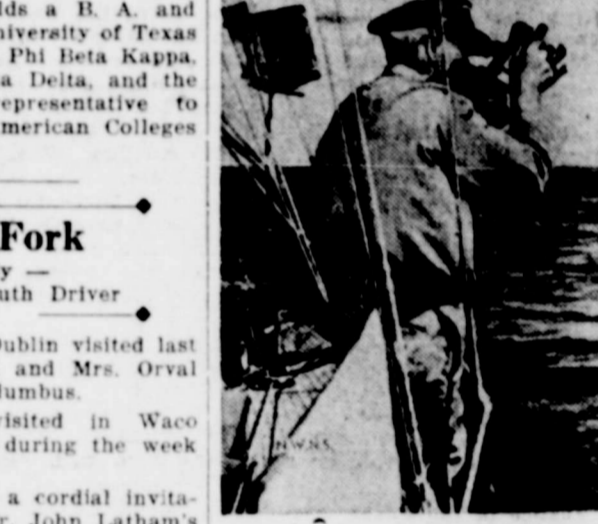 lds a B. A. and
niversity of Texas
Phi Beta Kappa,
a Delta, and the
epresentative to
merican Colleges
Fork
y —
uth Driver
Dublin visited last
and Mrs. Orval
lumbus.
visited in Waco
during the week
a cordial invita-
r. John Latham's
N.W.N.S.